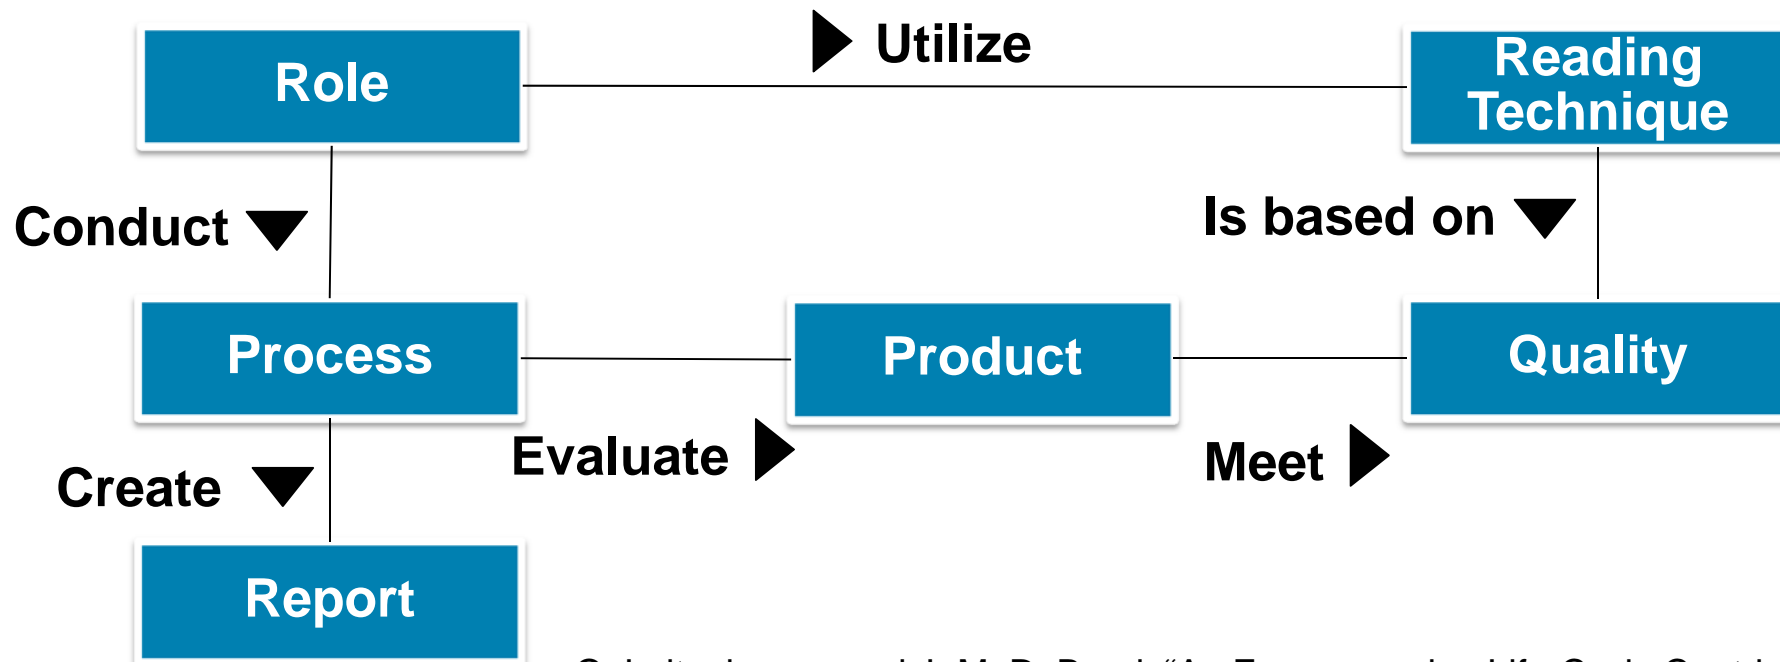 Utilize
Role
Reading
Technique
Conduct
Is based on
Process
Product
Quality
Evaluate
Meet
Create
Report
M. D.